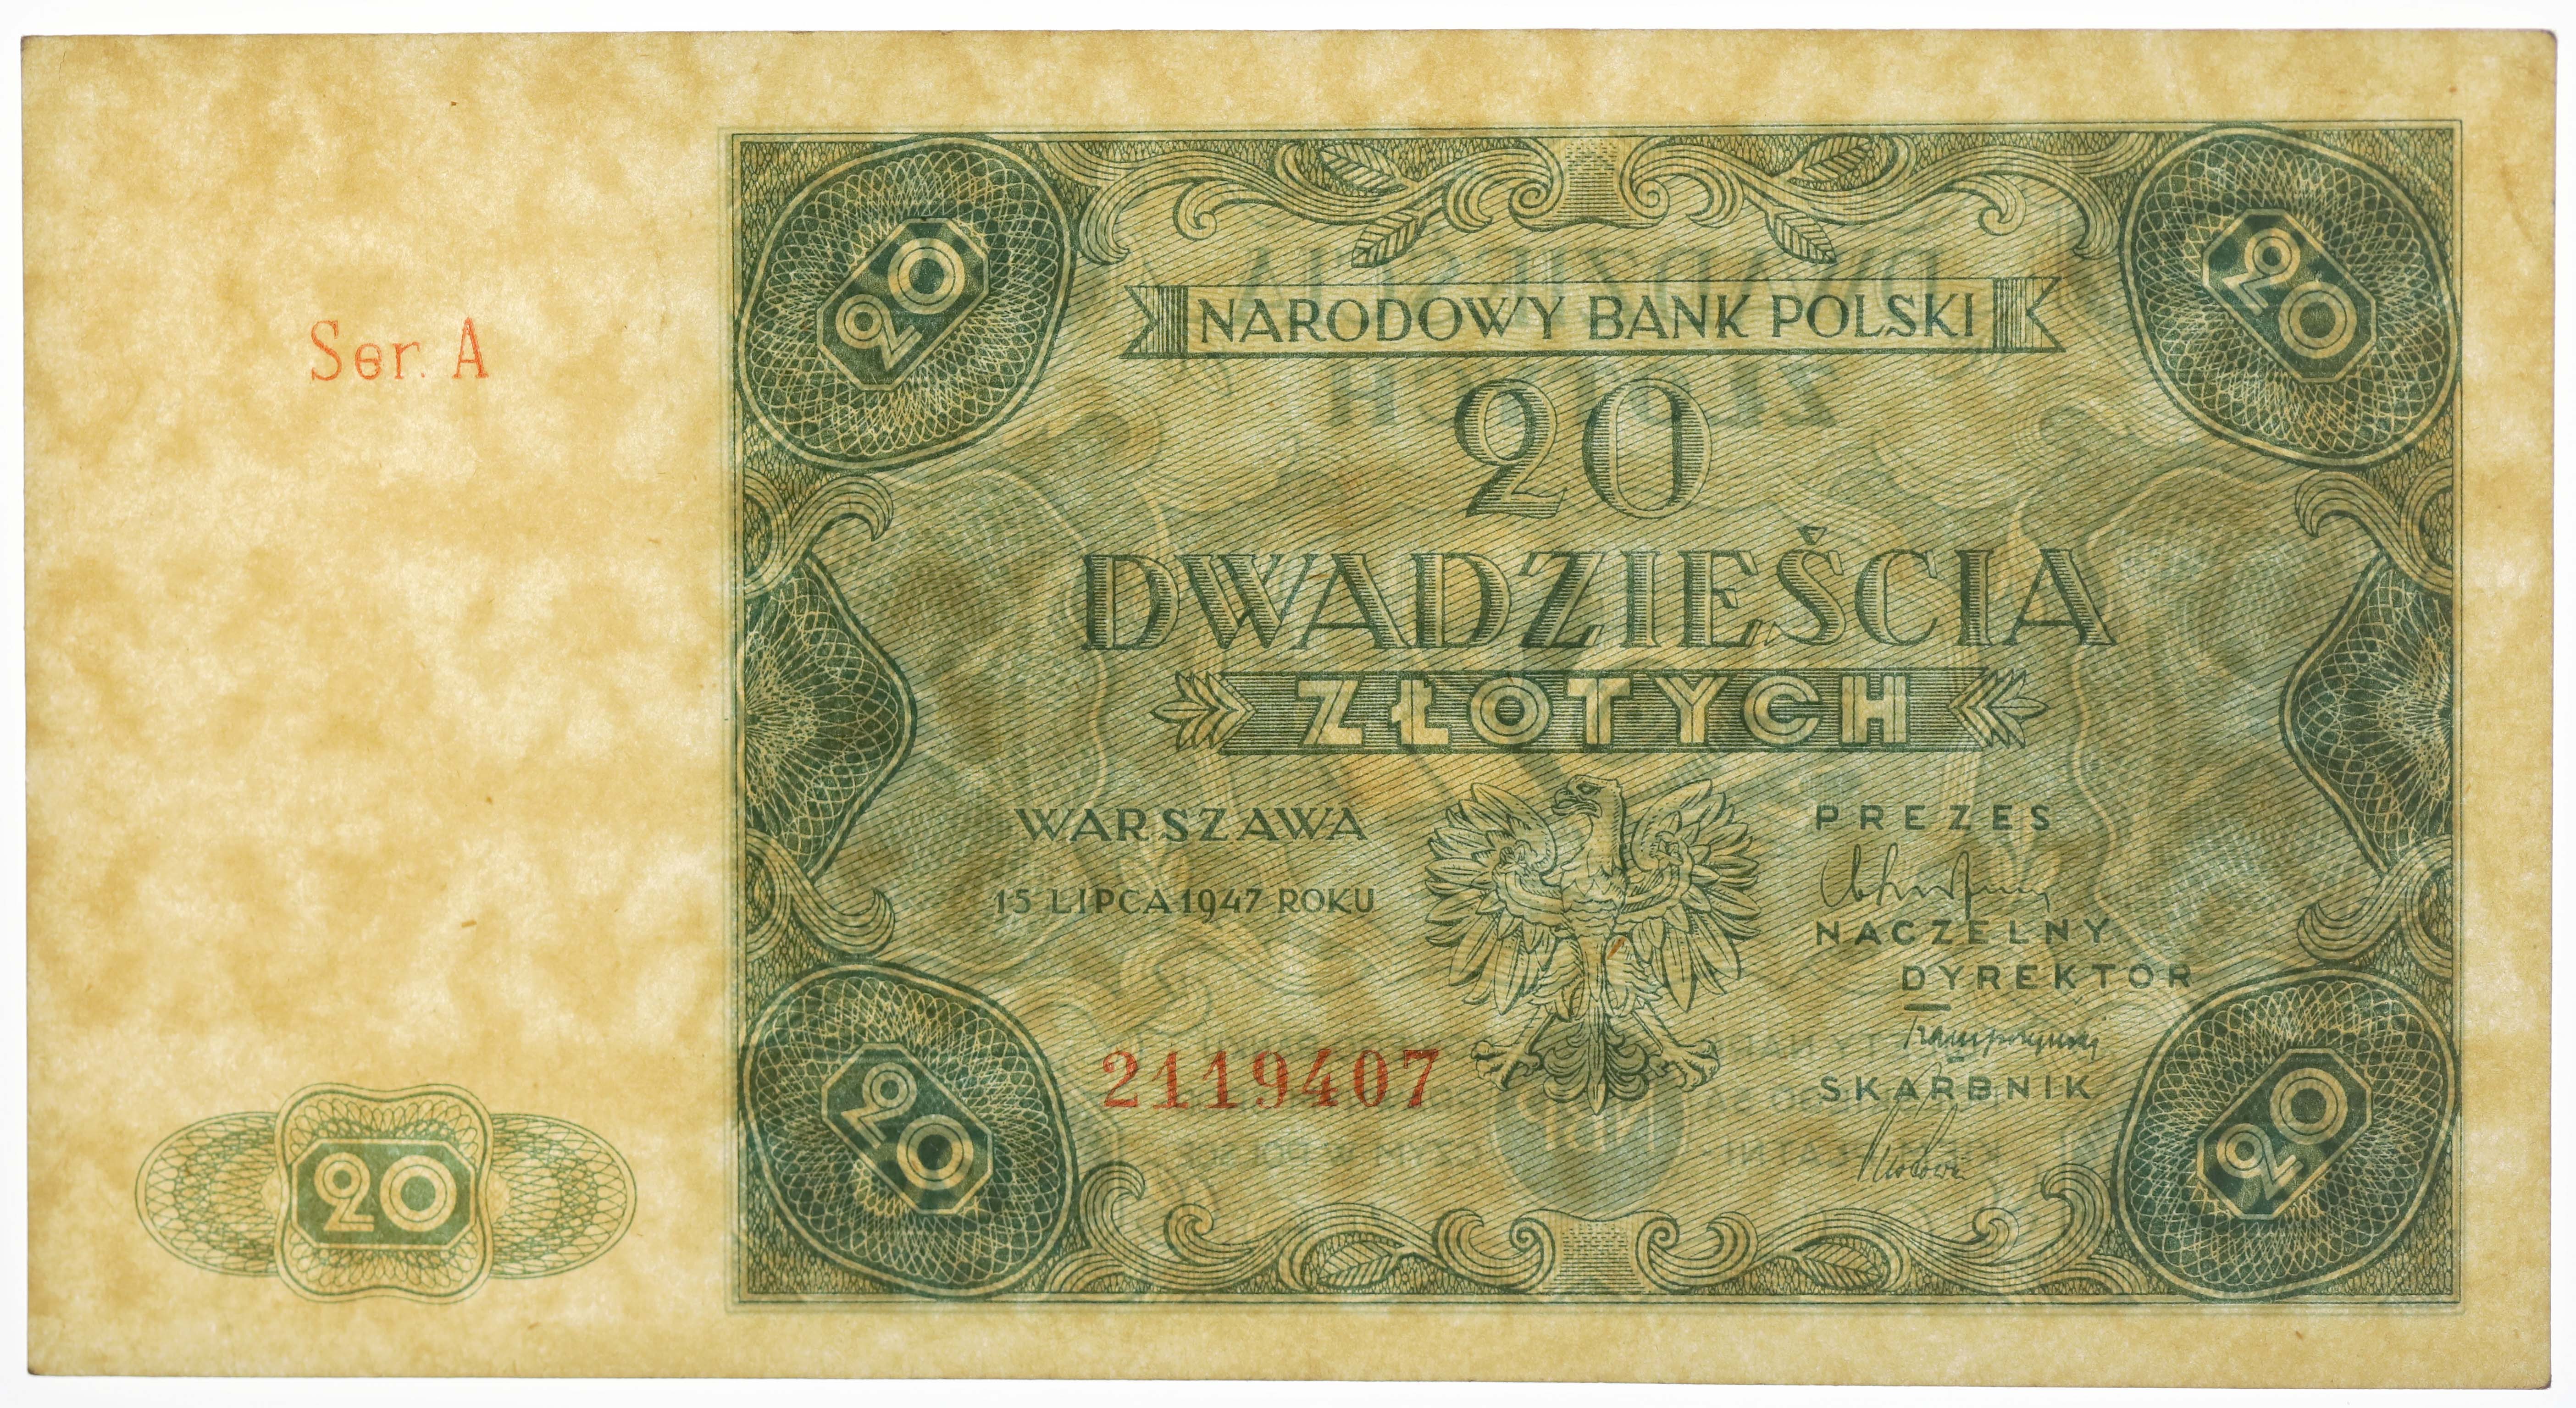 20
20
NARODOWY BANK POLSKI
Ser. A
20
DWADZIEŚCIA
ZŁOTYCH
WARSZAWA
15 LIPCA 1947 ROKU
PREZES
NACZELNY
DYREKTOR
2119407
SKARBNIK
20
20
20